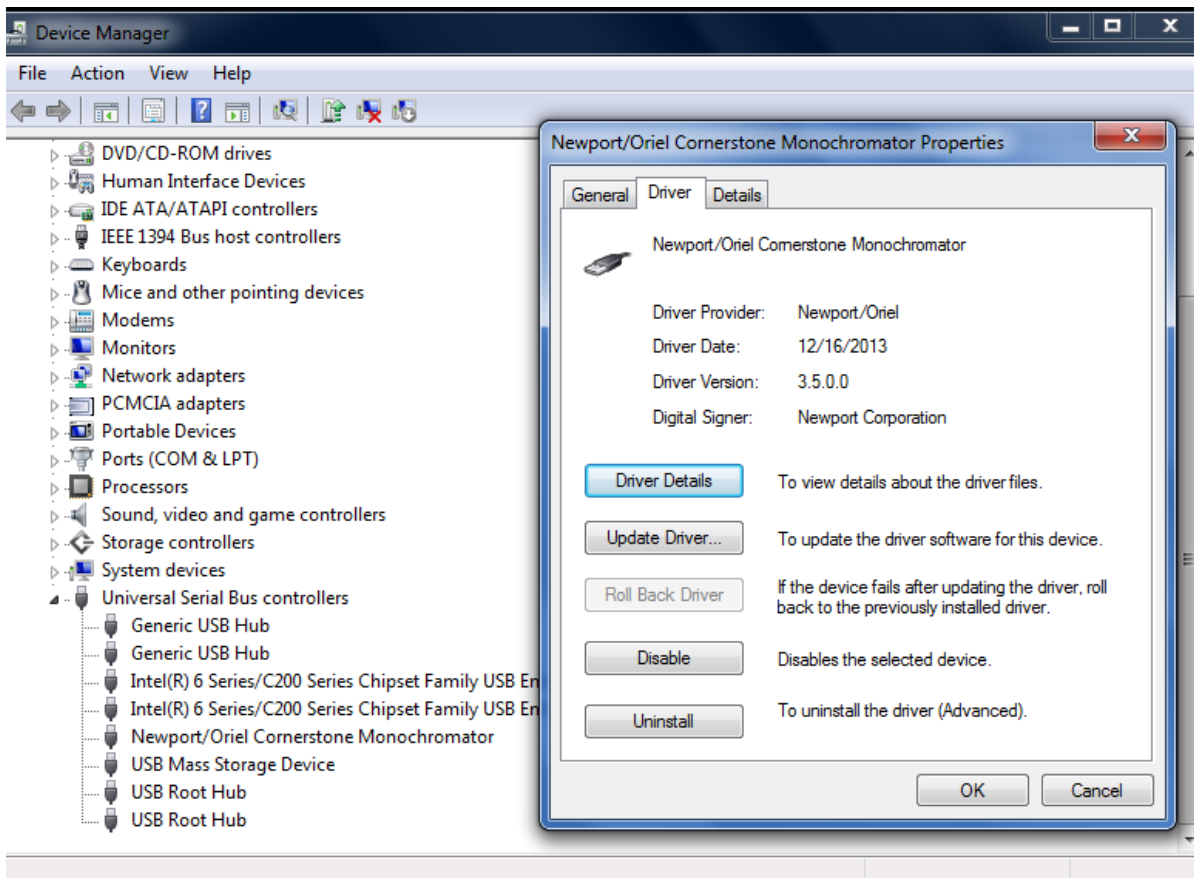 Device Manager
File Action View Help
DVD/CD-ROM drives
Human Interface Devices
IDE ATA/ATAPI controllers
IEEE 1394 Bus host controllers
Keyboards
Mice and other pointing devices
Modems
Monitors
Network adapters
PCMCIA adapters
Portable Devices
Ports (COM & LPT)
Processors
Sound, video and game controllers
Storage controllers
System devices
Universal Serial Bus controllers
Generic USB Hub
Generic USB Hub
Intel(R) 6 Series/C200 Series Chipset Family USB En
Intel(R) 6 Series/C200 Series Chipset Family USB En
Newport/Oriel Cornerstone Monochromator
USB Mass Storage Device
USB Root Hub
USB Root Hub
Newport/Oriel Cornerstone Monochromator Properties
General Driver Details
Newport/Oriel Cornerstone Monochromator
Driver Provider: Newport/Oriel
Driver Date: 12/16/2013
Driver Version: 3.5.0.0
Digital Signer: Newport Corporation
Driver Details To view details about the driver files.
Update Driver... To update the driver software for this device.
Roll Back Driver If the device fails after updating the driver, roll
back to the previously installed driver.
Disable Disables the selected device.
Uninstall To uninstall the driver (Advanced).
OK Cancel